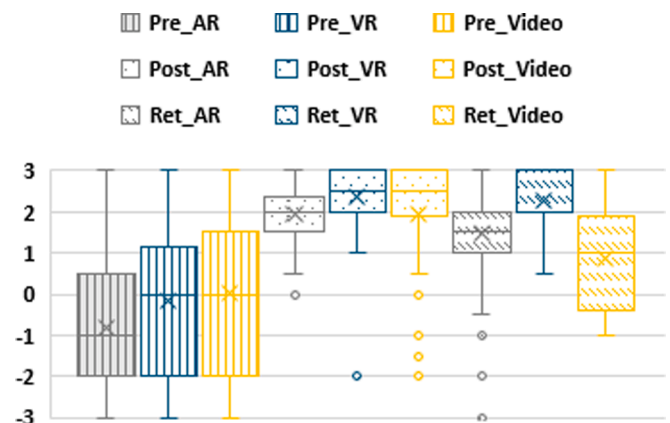 Pre_AR Pre_VR Pre_Video
Post_AR Post_VR Post_Video
Ret_AR Ret_VR Ret_Video
3
2
1
0
-1
-2
-3